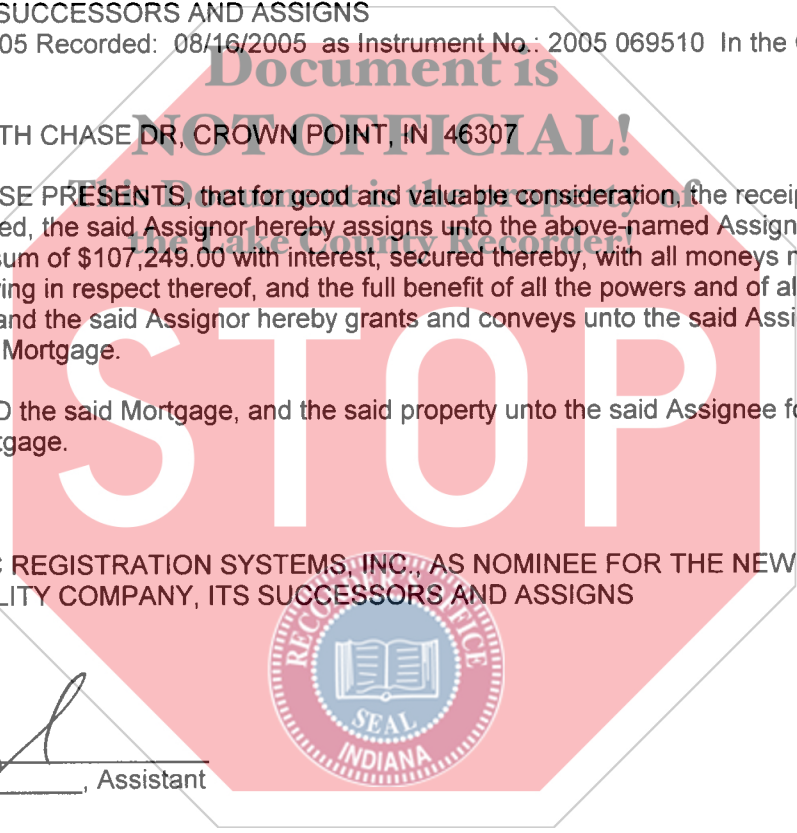 SUCCESSORS AND ASSIGNS
05 Recorded: 08/16/2005 as Instrument No.: 2005 069510 In the
Document is
TH CHASE DR, CROWN POINT, IN 46307
NOT OFFICIAL!
SE PRESENTS, that for good and valuable consideration, the receip
This Document is the property of
ed, the said Assignor hereby assigns unto the above-named Assign
the Lake County Recorder!
sum of $107,249.00 with interest, secured thereby, with all moneys
ing in respect thereof, and the full benefit of all the powers and of al
and the said Assignor hereby grants and conveys unto the said Assi
Mortgage.
STOP
D the said Mortgage, and the said property unto the said Assignee fo
tgage.
C REGISTRATION SYSTEMS, INC., AS NOMINEE FOR THE NEW
LITY COMPANY, ITS SUCCESSORS AND ASSIGNS
RECORDER'S OFFICE
SEAL
INDIANA
, Assistant